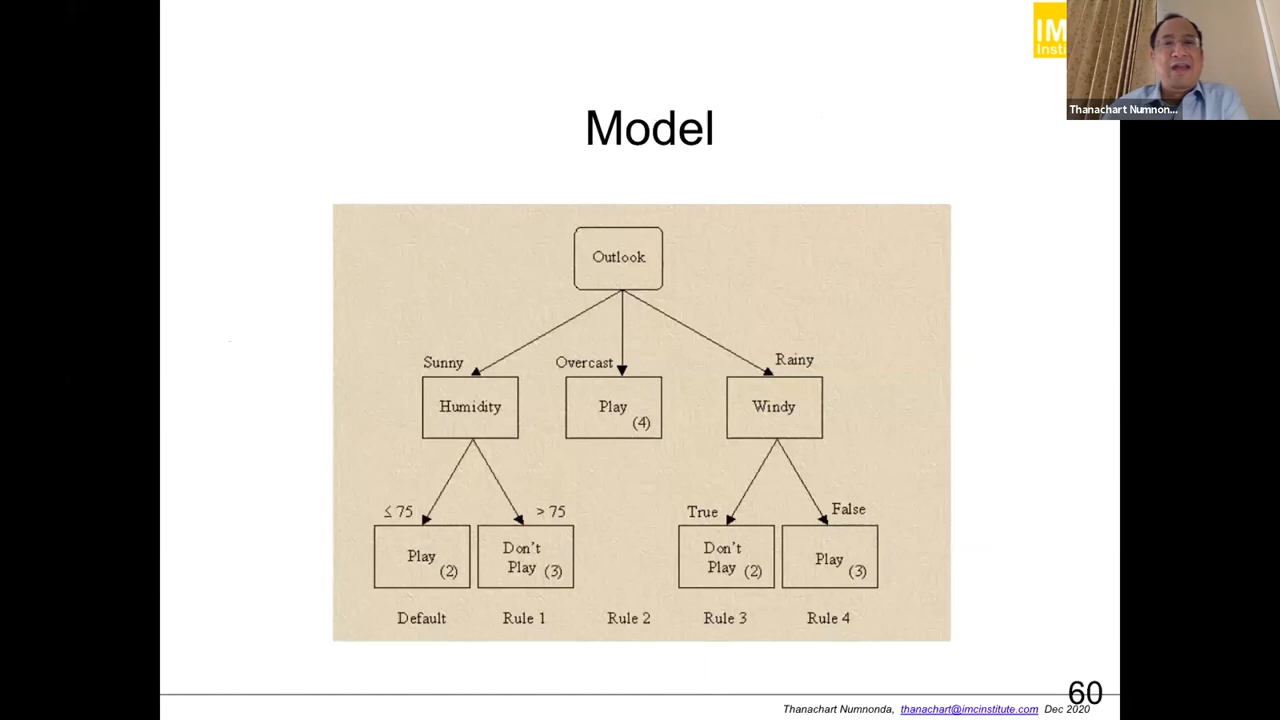 IM
Insti
Thanachart Numnon...
Model
Outlook
Sunny
Overcast
Rainy
Humidity
Play
(4)
Windy
≤ 75
> 75
True
False
Play
(2)
Don't
Play (3)
Don't
Play (2)
Play
(3)
Default
Rule 1
Rule 2
Rule 3
Rule 4
60
Thanachart Numnonda, thanachart@imcinstitute.com Dec 2020